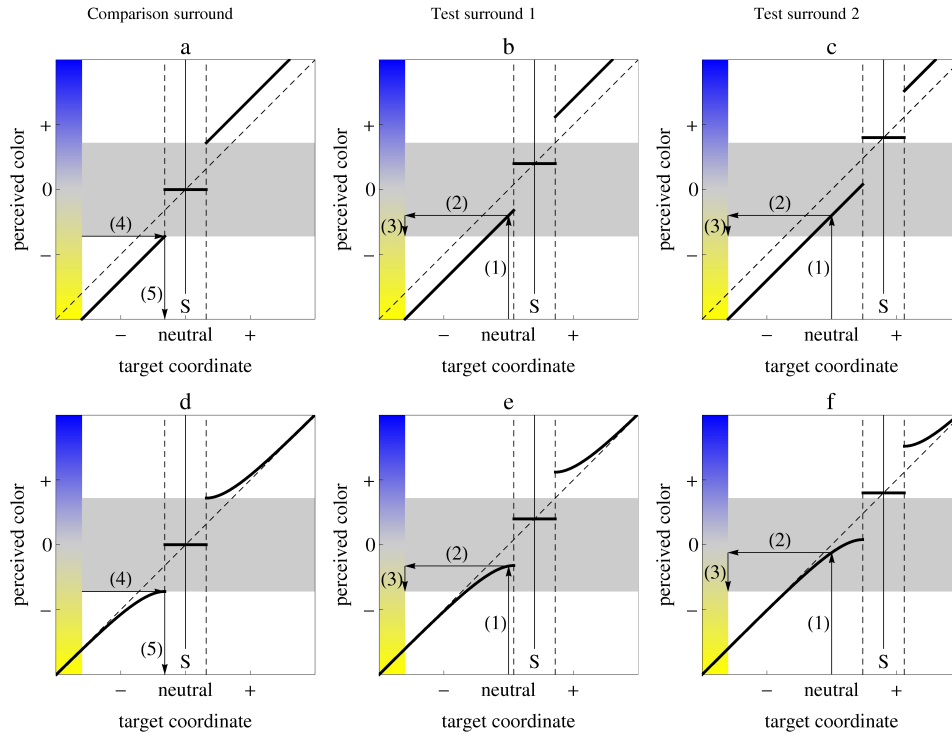 Comparison surround
Test surround 1
Test surround 2
a
b
c
perceived color
+
0
−
(4)
(5)
S
− neutral +
target coordinate
perceived color
+
0
−
(2)
(3)
(1)
S
− neutral +
target coordinate
perceived color
+
0
−
(2)
(3)
(1)
S
− neutral +
target coordinate
d
e
f
perceived color
+
0
−
(4)
(5)
S
− neutral +
target coordinate
perceived color
+
0
−
(2)
(3)
(1)
S
− neutral +
target coordinate
perceived color
+
0
−
(2)
(3)
(1)
S
− neutral +
target coordinate